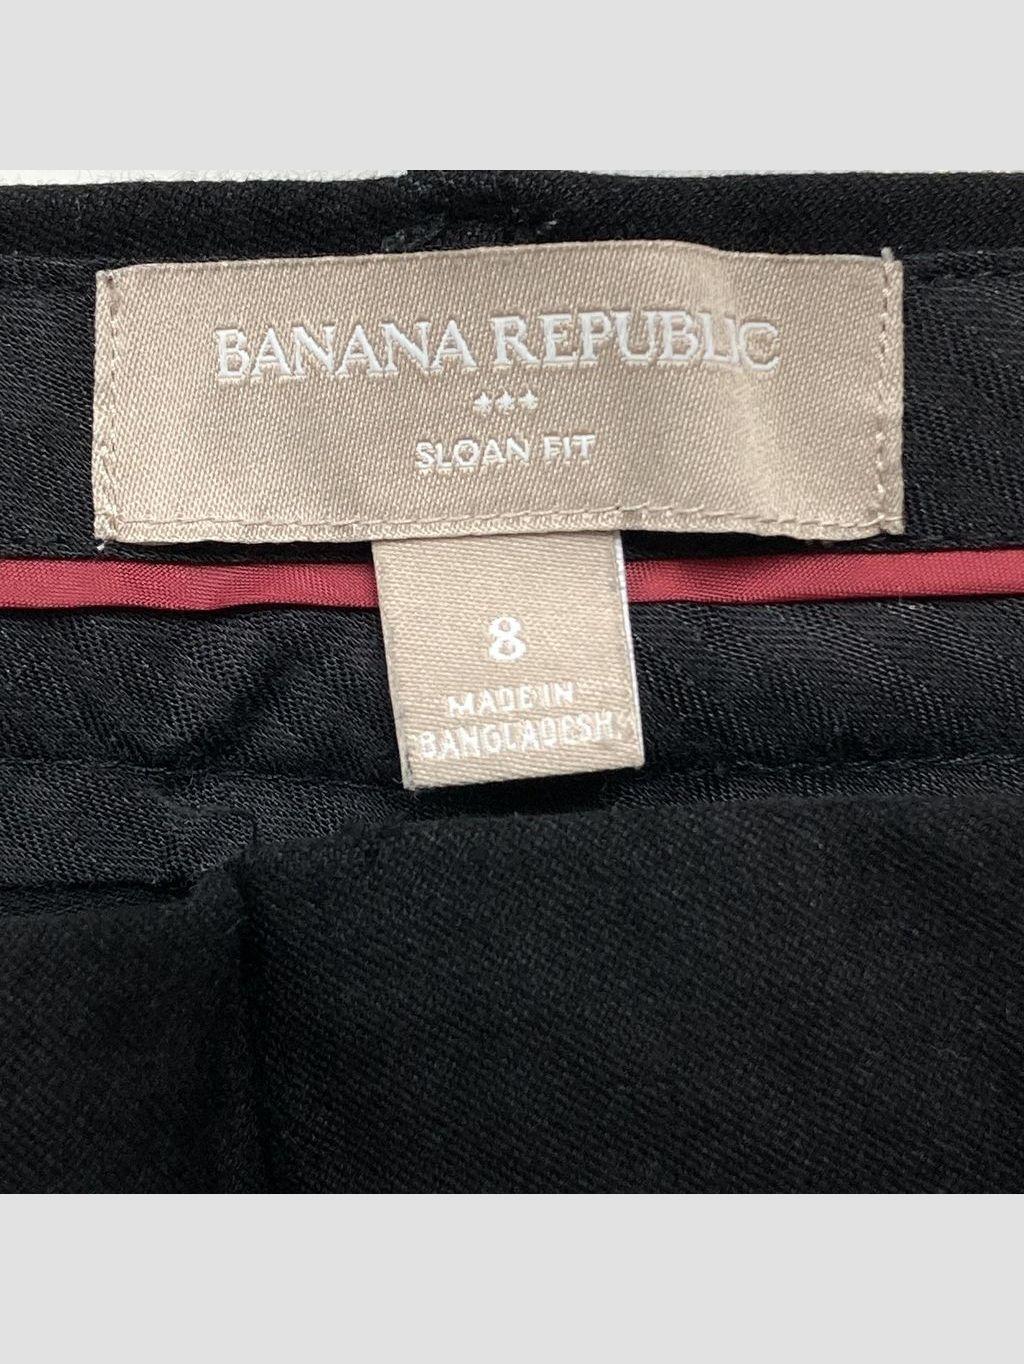 BANANA REPUBLIC
SLOAN FIT
8
MADE IN
BANGLADESH